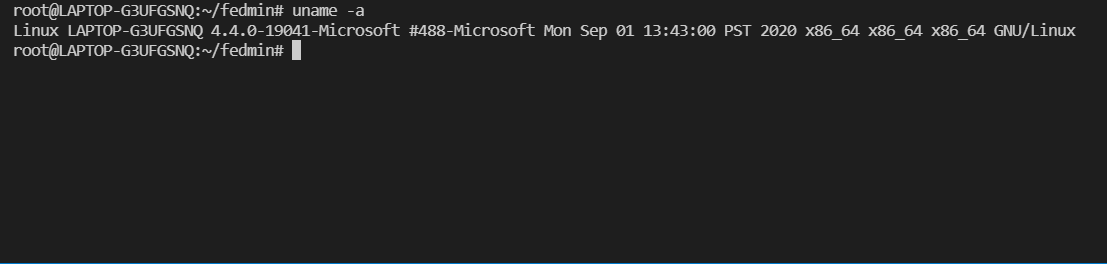 root@LAPTOP-G3UFGSNQ:~/fedmin# uname -a
Linux LAPTOP-G3UFGSNQ 4.4.0-19041-Microsoft #488-Microsoft Mon Sep 01 13:43:00 PST 2020 x86_64 x86_64 x86_64 GNU/Linux
root@LAPTOP-G3UFGSNQ:~/fedmin#